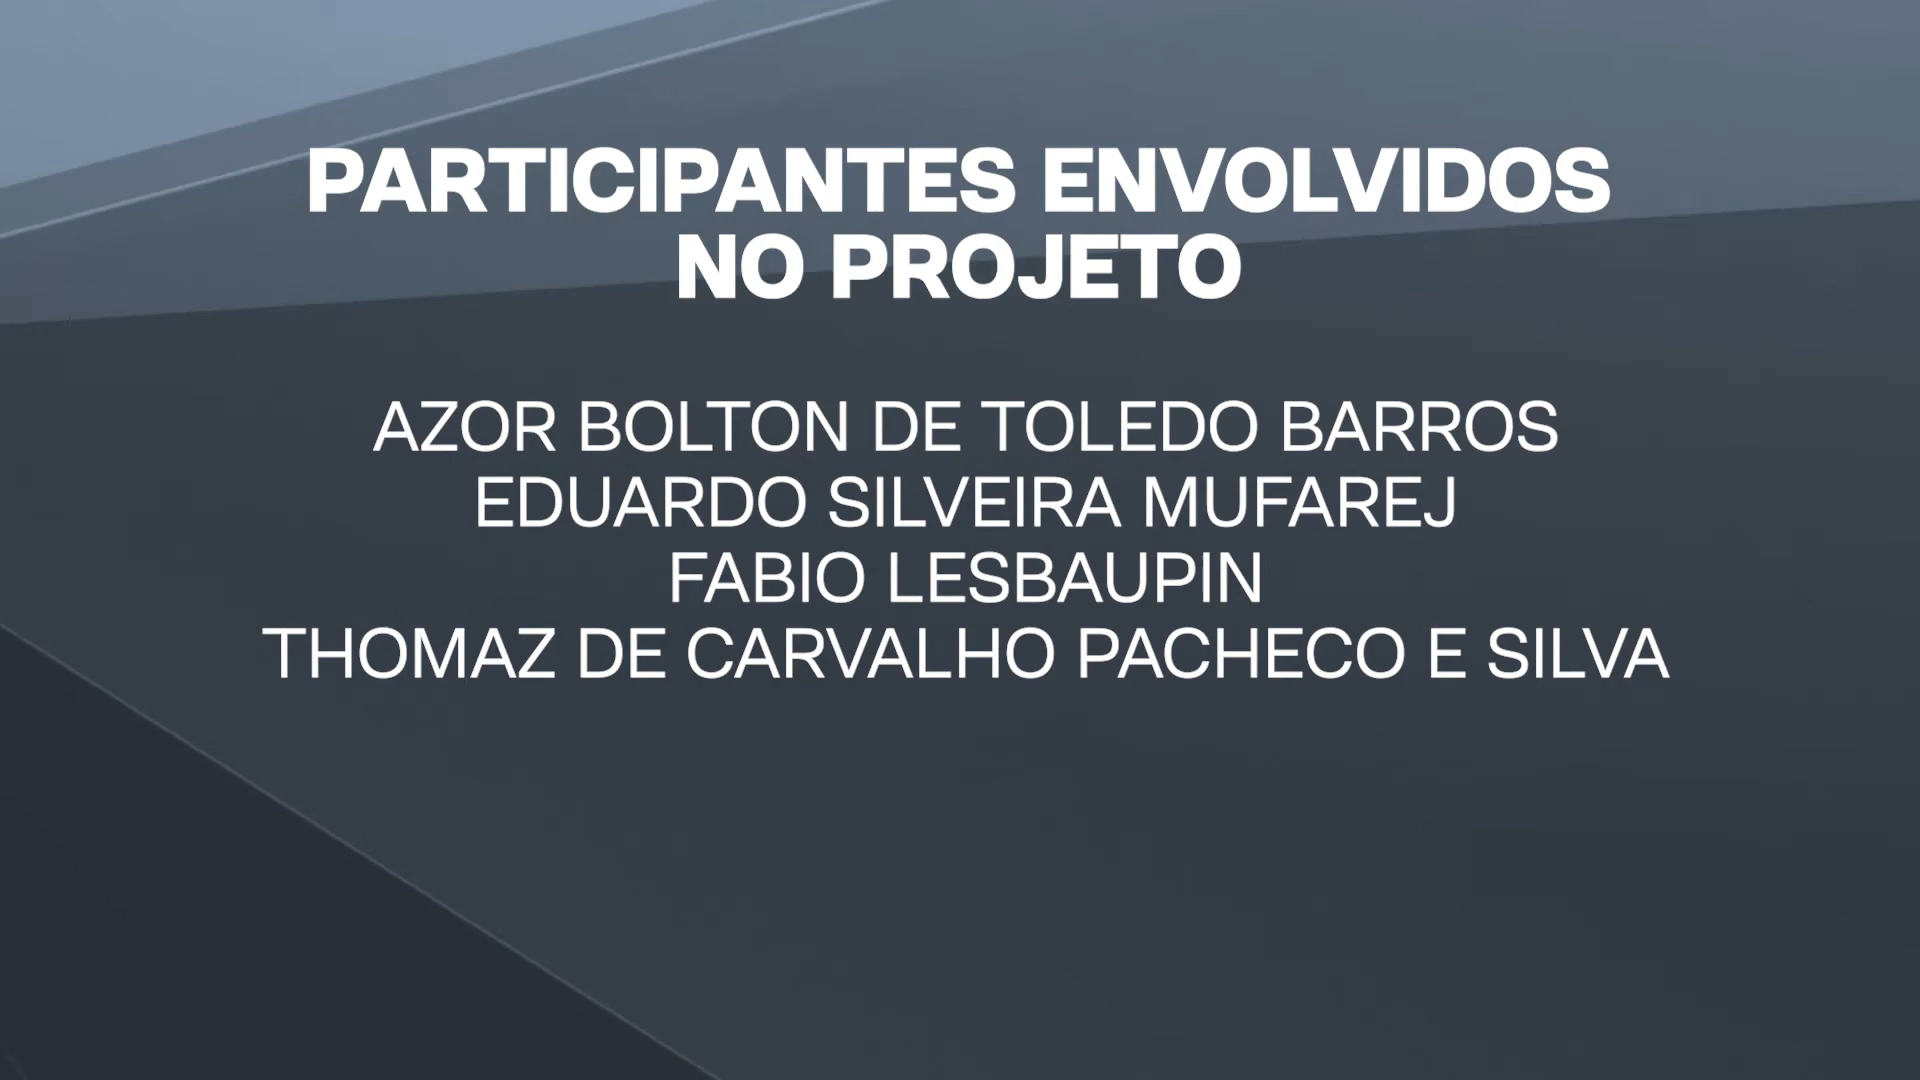 PARTICIPANTES ENVOLVIDOS
NO PROJETO
AZOR BOLTON DE TOLEDO BARROS
EDUARDO SILVEIRA MUFAREJ
FABIO LESBAUPIN
THOMAZ DE CARVALHO PACHECO E SILVA